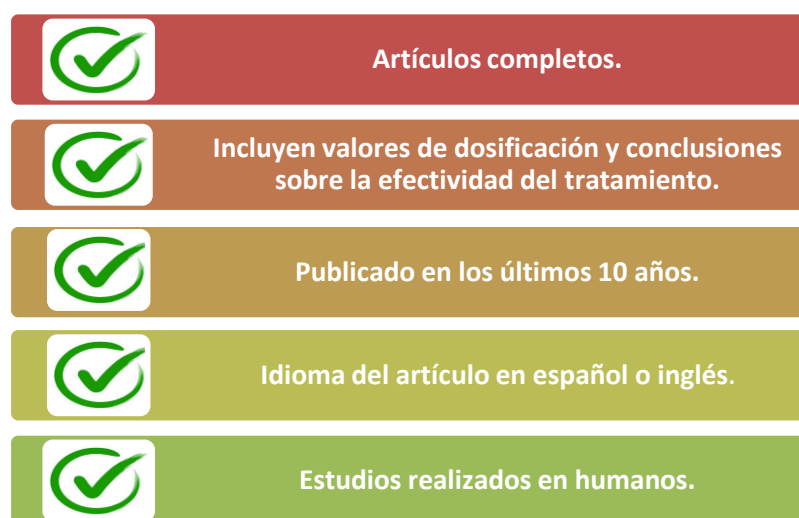 Artículos completos.
Incluyen valores de dosificación y conclusiones
sobre la efectividad del tratamiento.
Publicado en los últimos 10 años.
Idioma del artículo en español o inglés.
Estudios realizados en humanos.